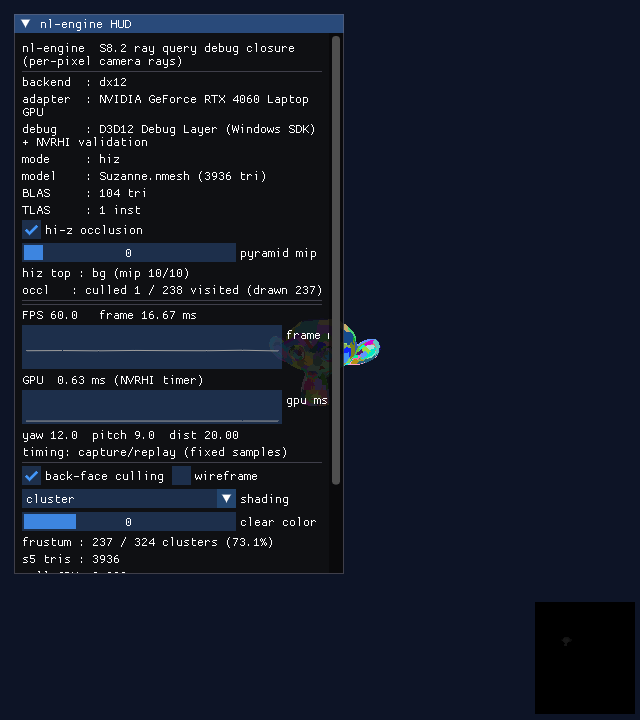 nl-engine HUD
nl-engine  S8.2 ray query debug closure
(per-pixel camera rays)
backend  : dx12
adapter  : NVIDIA GeForce RTX 4060 Laptop
GPU
debug    : D3D12 Debug Layer (Windows SDK)
+ NVRHI validation
mode     : hiz
model    : Suzanne.nmesh (3936 tri)
BLAS     : 104 tri
TLAS     : 1 inst
hi-z occlusion
0 pyramid mip
hiz top : bg (mip 10/10)
occl   : culled 1 / 238 visited (drawn 237)
FPS 60.0   frame 16.67 ms
frame
GPU  0.63 ms (NVRHI timer)
gpu ms
yaw 12.0  pitch 9.0  dist 20.00
timing: capture/replay (fixed samples)
back-face culling wireframe
cluster shading
0 clear color
frustum : 237 / 324 clusters (73.1%)
s5 tris : 3936